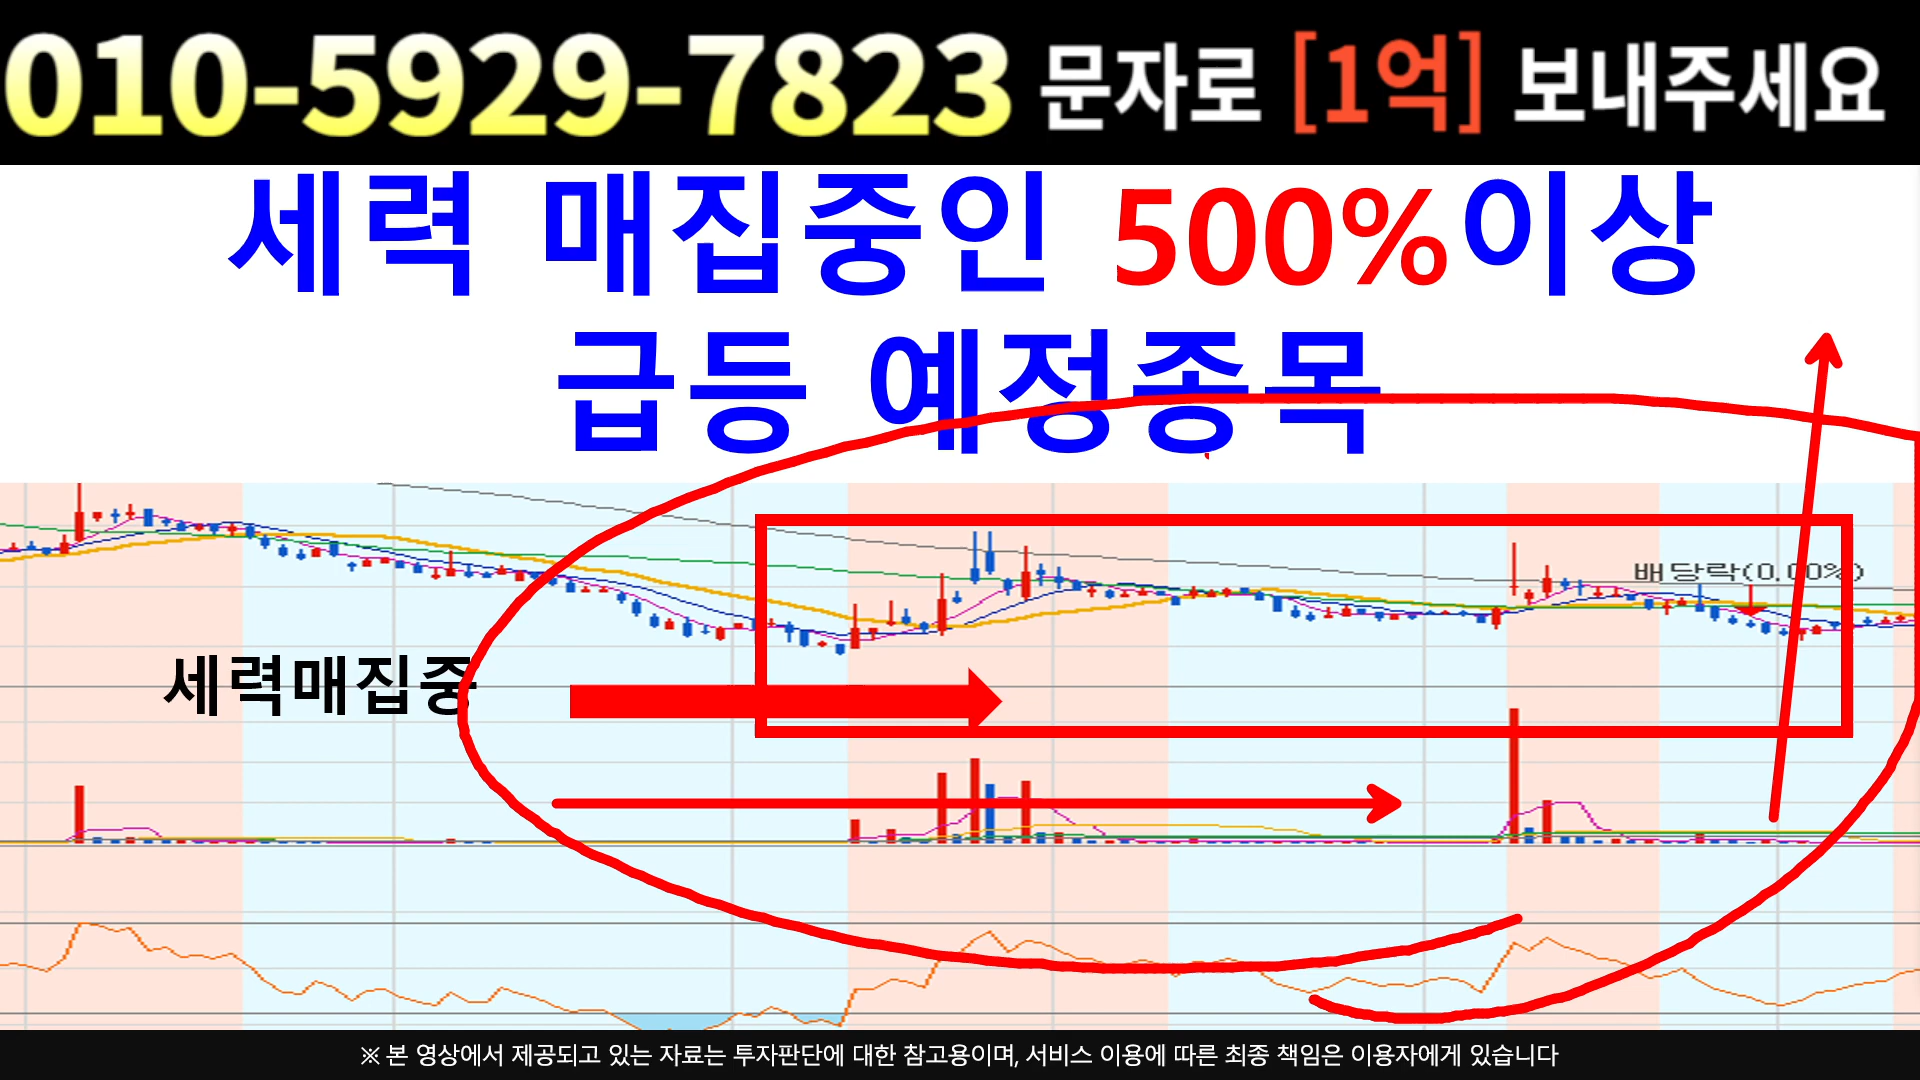 010-5929-7823 문자로 [1억] 보내주세요
세력 매집중인 500%이상
급등 예정종목
배당락(0.00%)
세력매집중
※ 본 영상에서 제공되고 있는 자료는 투자판단에 대한 참고용이며, 서비스 이용에 따른 최종 책임은 이용자에게 있습니다